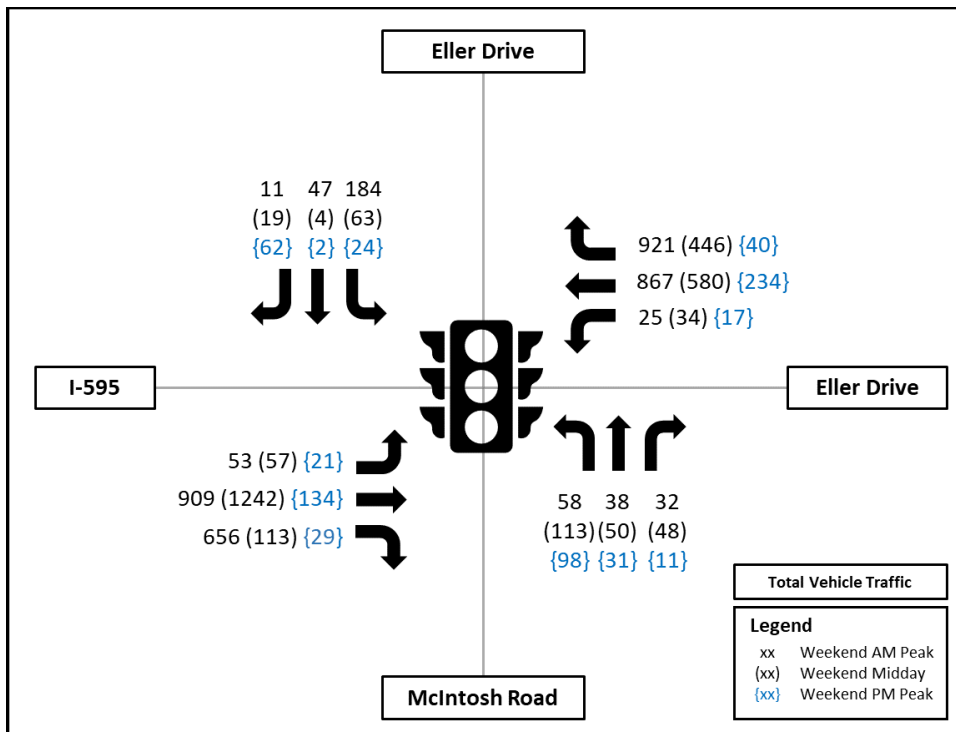 Eller Drive
11 47 184
(19) (4) (63)
{62} {2} {24}
921 (446) {40}
867 (580) {234}
25 (34) {17}
I-595
Eller Drive
53 (57) {21}
909 (1242) {134}
656 (113) {29}
58 38 32
(113) (50) (48)
{98} {31} {11}
Total Vehicle Traffic
Legend
xx Weekend AM Peak
(xx) Weekend Midday
{xx} Weekend PM Peak
McIntosh Road